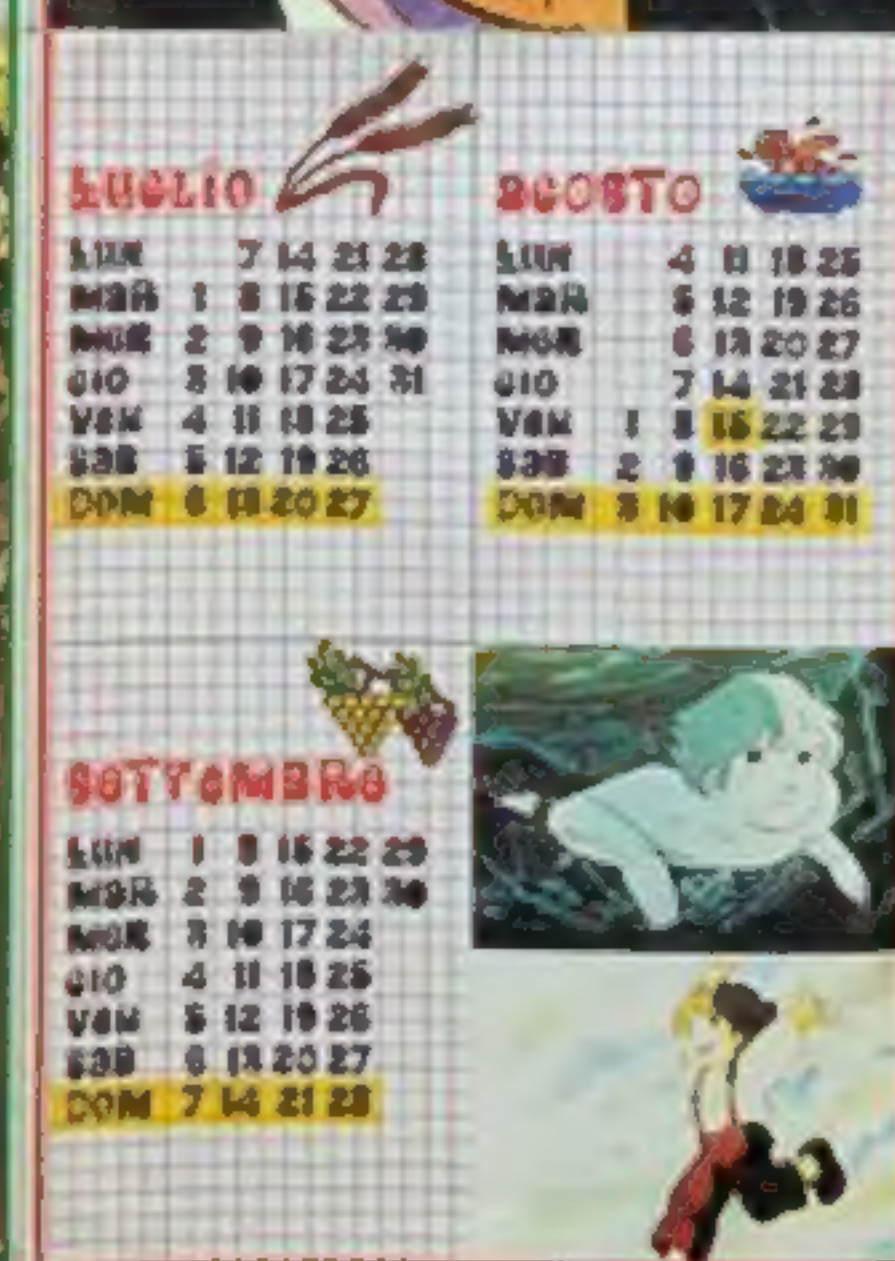 LUGLIO
LUN 7 14 21 28
MAR 1 8 15 22 29
MER 2 9 16 23 30
GIO 3 10 17 24 31
VEN 4 11 18 25
SAB 5 12 19 26
DOM 6 13 20 27
AGOSTO
LUN 4 11 18 25
MAR 5 12 19 26
MER 6 13 20 27
GIO 7 14 21 28
VEN 1 8 15 22 29
SAB 2 9 16 23 30
DOM 3 10 17 24 31
SETTEMBRE
LUN 1 8 15 22 29
MAR 2 9 16 23 30
MER 3 10 17 24
GIO 4 11 18 25
VEN 5 12 19 26
SAB 6 13 20 27
DOM 7 14 21 28